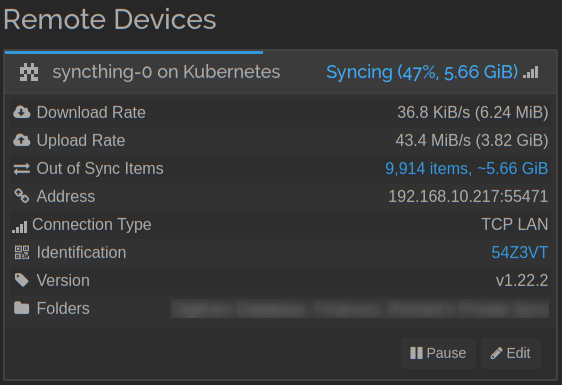 Remote Devices
syncthing-0 on Kubernetes Syncing (47%, 5.66 GiB)
Download Rate 36.8 KiB/s (6.24 MiB)
Upload Rate 43.4 MiB/s (3.82 GiB)
Out of Sync Items 9,914 items, ~5.66 GiB
Address 192.168.10.217:55471
Connection Type TCP LAN
Identification 54Z3VT
Version v1.22.2
Folders
Pause Edit